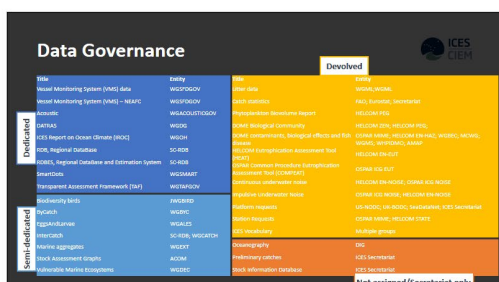 Data Governance
ICES
CIEM
Devolved
Dedicated
Title Entity
Vessel Monitoring System (VMS) data WGSFDGOV
Vessel Monitoring System (VMS) – NEAFC WGSFDGOV
Acoustic WGACOUSTICGOV
DATRAS WGDG
ICES Report on Ocean Climate (IROC) WGOH
RDB, Regional DataBase SC-RDB
RDBES, Regional DataBase and Estimation System SC-RDB
SmartDots WGSMART
Transparent Assessment Framework (TAF) WGTAFGOV
Semi-dedicated
Biodiversity birds JWGBIRD
ByCatch WGBYC
EggsAndLarvae WGALES
InterCatch SC-RDB; WGCATCH
Marine aggregates WGEXT
Stock Assessment Graphs ACOM
Vulnerable Marine Ecosystems WGDEC
Title Entity
Litter data WGML;WGML
Catch statistics FAO, Eurostat, Secretariat
Phytoplankton Biovolume Report HELCOM PEG
DOME Biological Community HELCOM ZEN; HELCOM PEG;
DOME contaminants, biological effects and fish disease OSPAR MIME; HELCOM EN-HAZ; WGBEC; MCWG; WGMS; AMAP
HELCOM Eutrophication Assessment Tool (HEAT) HELCOM EN-EUT
OSPAR Common Procedure Eutrophication Assessment Tool (COMPEAT) OSPAR ICG EUT
Continuous underwater noise HELCOM EN-NOISE; OSPAR ICG NOISE
Impulsive underwater Noise OSPAR ICG NOISE; HELCOM EN-NOISE
Platform requests US-NODC; UK-BODC; SeaDataNet, ICES Secretariat
Station Requests OSPAR MIME, HELCOM STATE
ICES Vocabulary Multiple groups
Oceanography DIG
Preliminary catches ICES Secretariat
Stock Information Database ICES Secretariat
Not assigned/Secretariat only